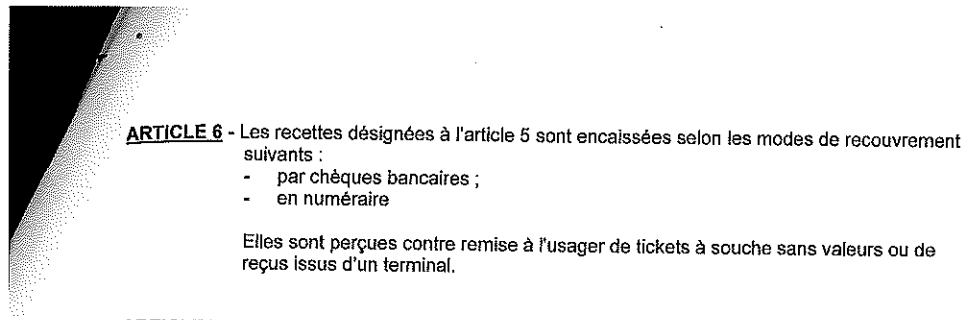 ARTICLE 6 - Les recettes désignées à l'article 5 sont encaissées selon les modes de recouvrement
suivants :
- par chèques bancaires ;
- en numéraire
Elles sont perçues contre remise à l'usager de tickets à souche sans valeurs ou de
reçus issus d'un terminal.